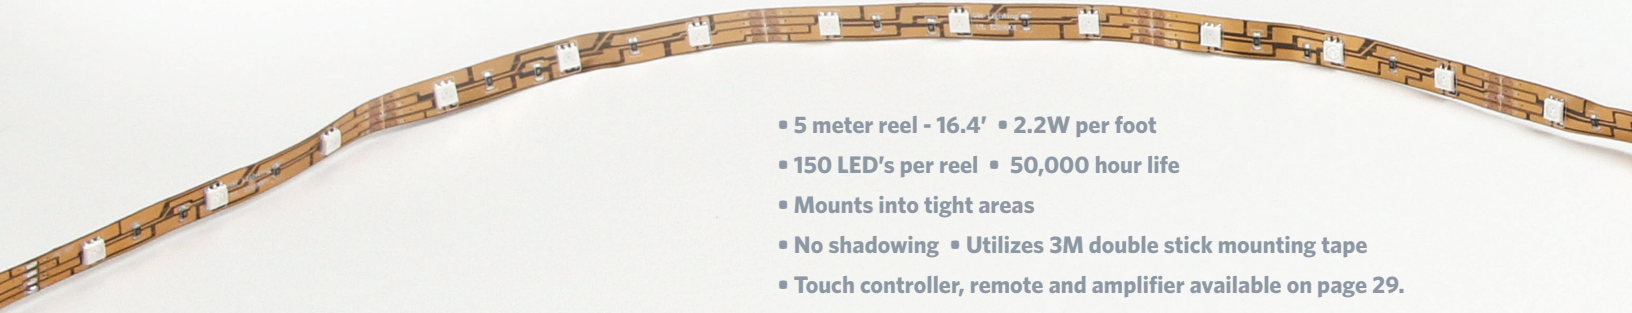 • 5 meter reel - 16.4’ • 2.2W per foot
• 150 LED’s per reel • 50,000 hour life
• Mounts into tight areas
• No shadowing • Utilizes 3M double stick mounting tape
• Touch controller, remote and amplifier available on page 29.